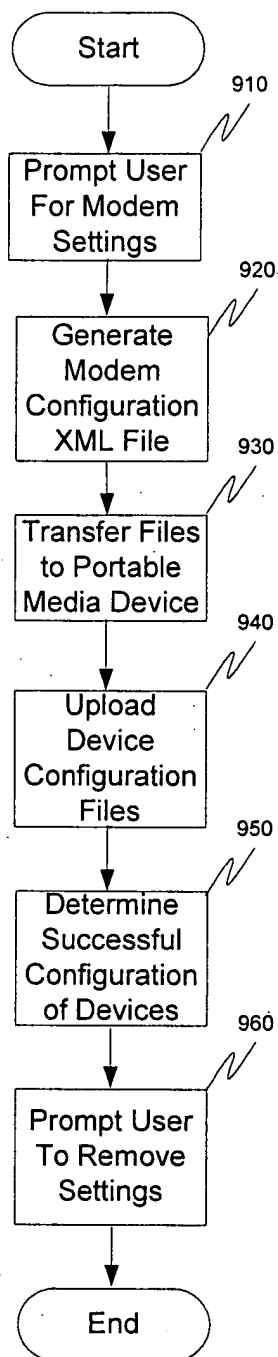 Start
910
Prompt User
For Modem
Settings
920
Generate
Modem
Configuration
XML File
930
Transfer Files
to Portable
Media Device
940
Upload
Device
Configuration
Files
950
Determine
Successful
Configuration
of Devices
960
Prompt User
To Remove
Settings
End